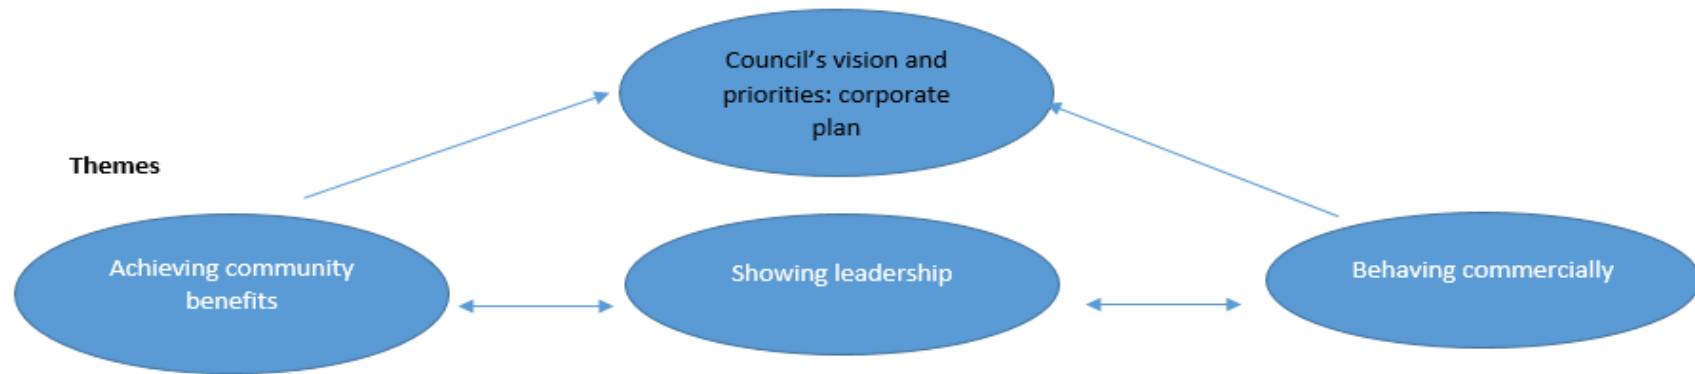 Council’s vision and
priorities: corporate
plan
Themes
Achieving community
benefits
Showing leadership
Behaving commercially